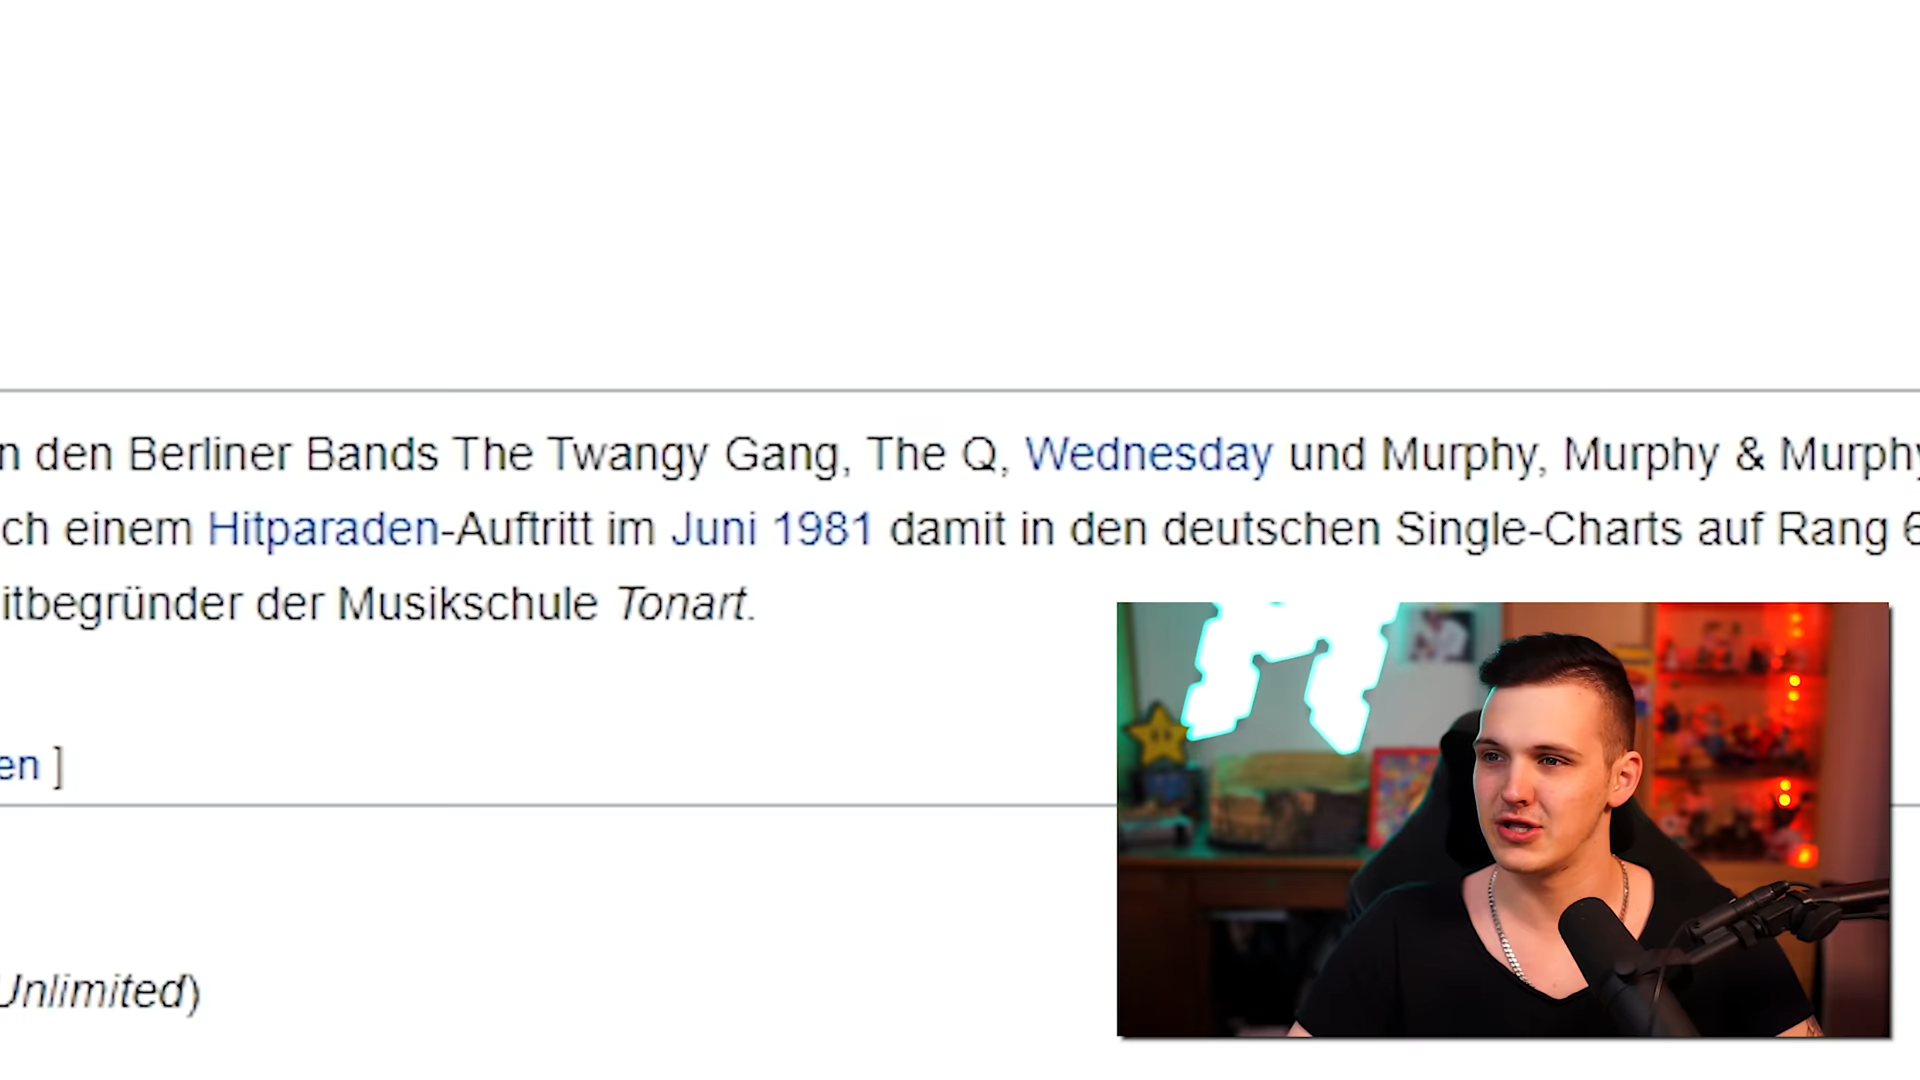 n den Berliner Bands The Twangy Gang, The Q, Wednesday und Murphy, Murphy & Murphy
ch einem Hitparaden-Auftritt im Juni 1981 damit in den deutschen Single-Charts auf Rang 6
itbegründer der Musikschule Tonart.
en ]
Unlimited)